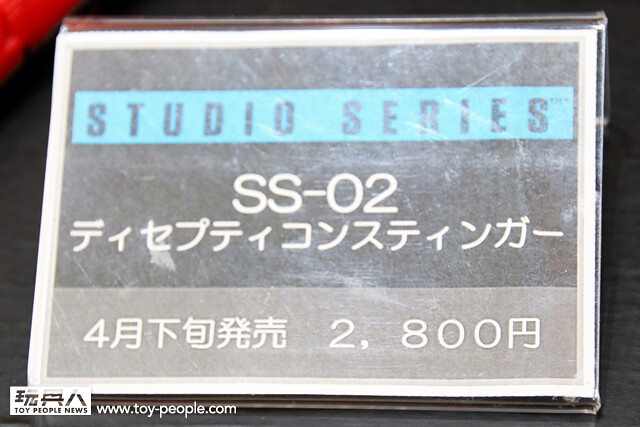 STUDIO SERIES™
SS-02
ディセプティコンスティンガー
4月下旬発売　2，800円
玩具人
TOY PEOPLE NEWS
www.toy-people.com